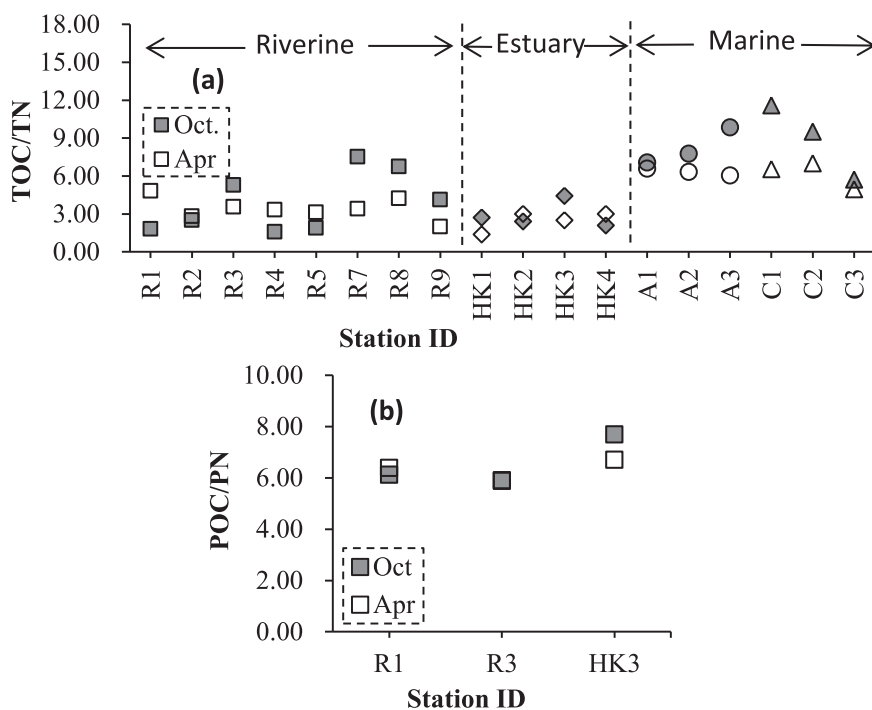 18.00
15.00
12.00
9.00
6.00
3.00
0.00
TOC/TN
Riverine
Estuary
Marine
(a)
Oct.
Apr
R1
R2
R3
R4
R5
R7
R8
R9
HK1
HK2
HK3
HK4
A1
A2
A3
C1
C2
C3
Station ID
10.00
8.00
6.00
4.00
2.00
0.00
POC/PN
(b)
Oct
Apr
R1 R3 HK3
Station ID